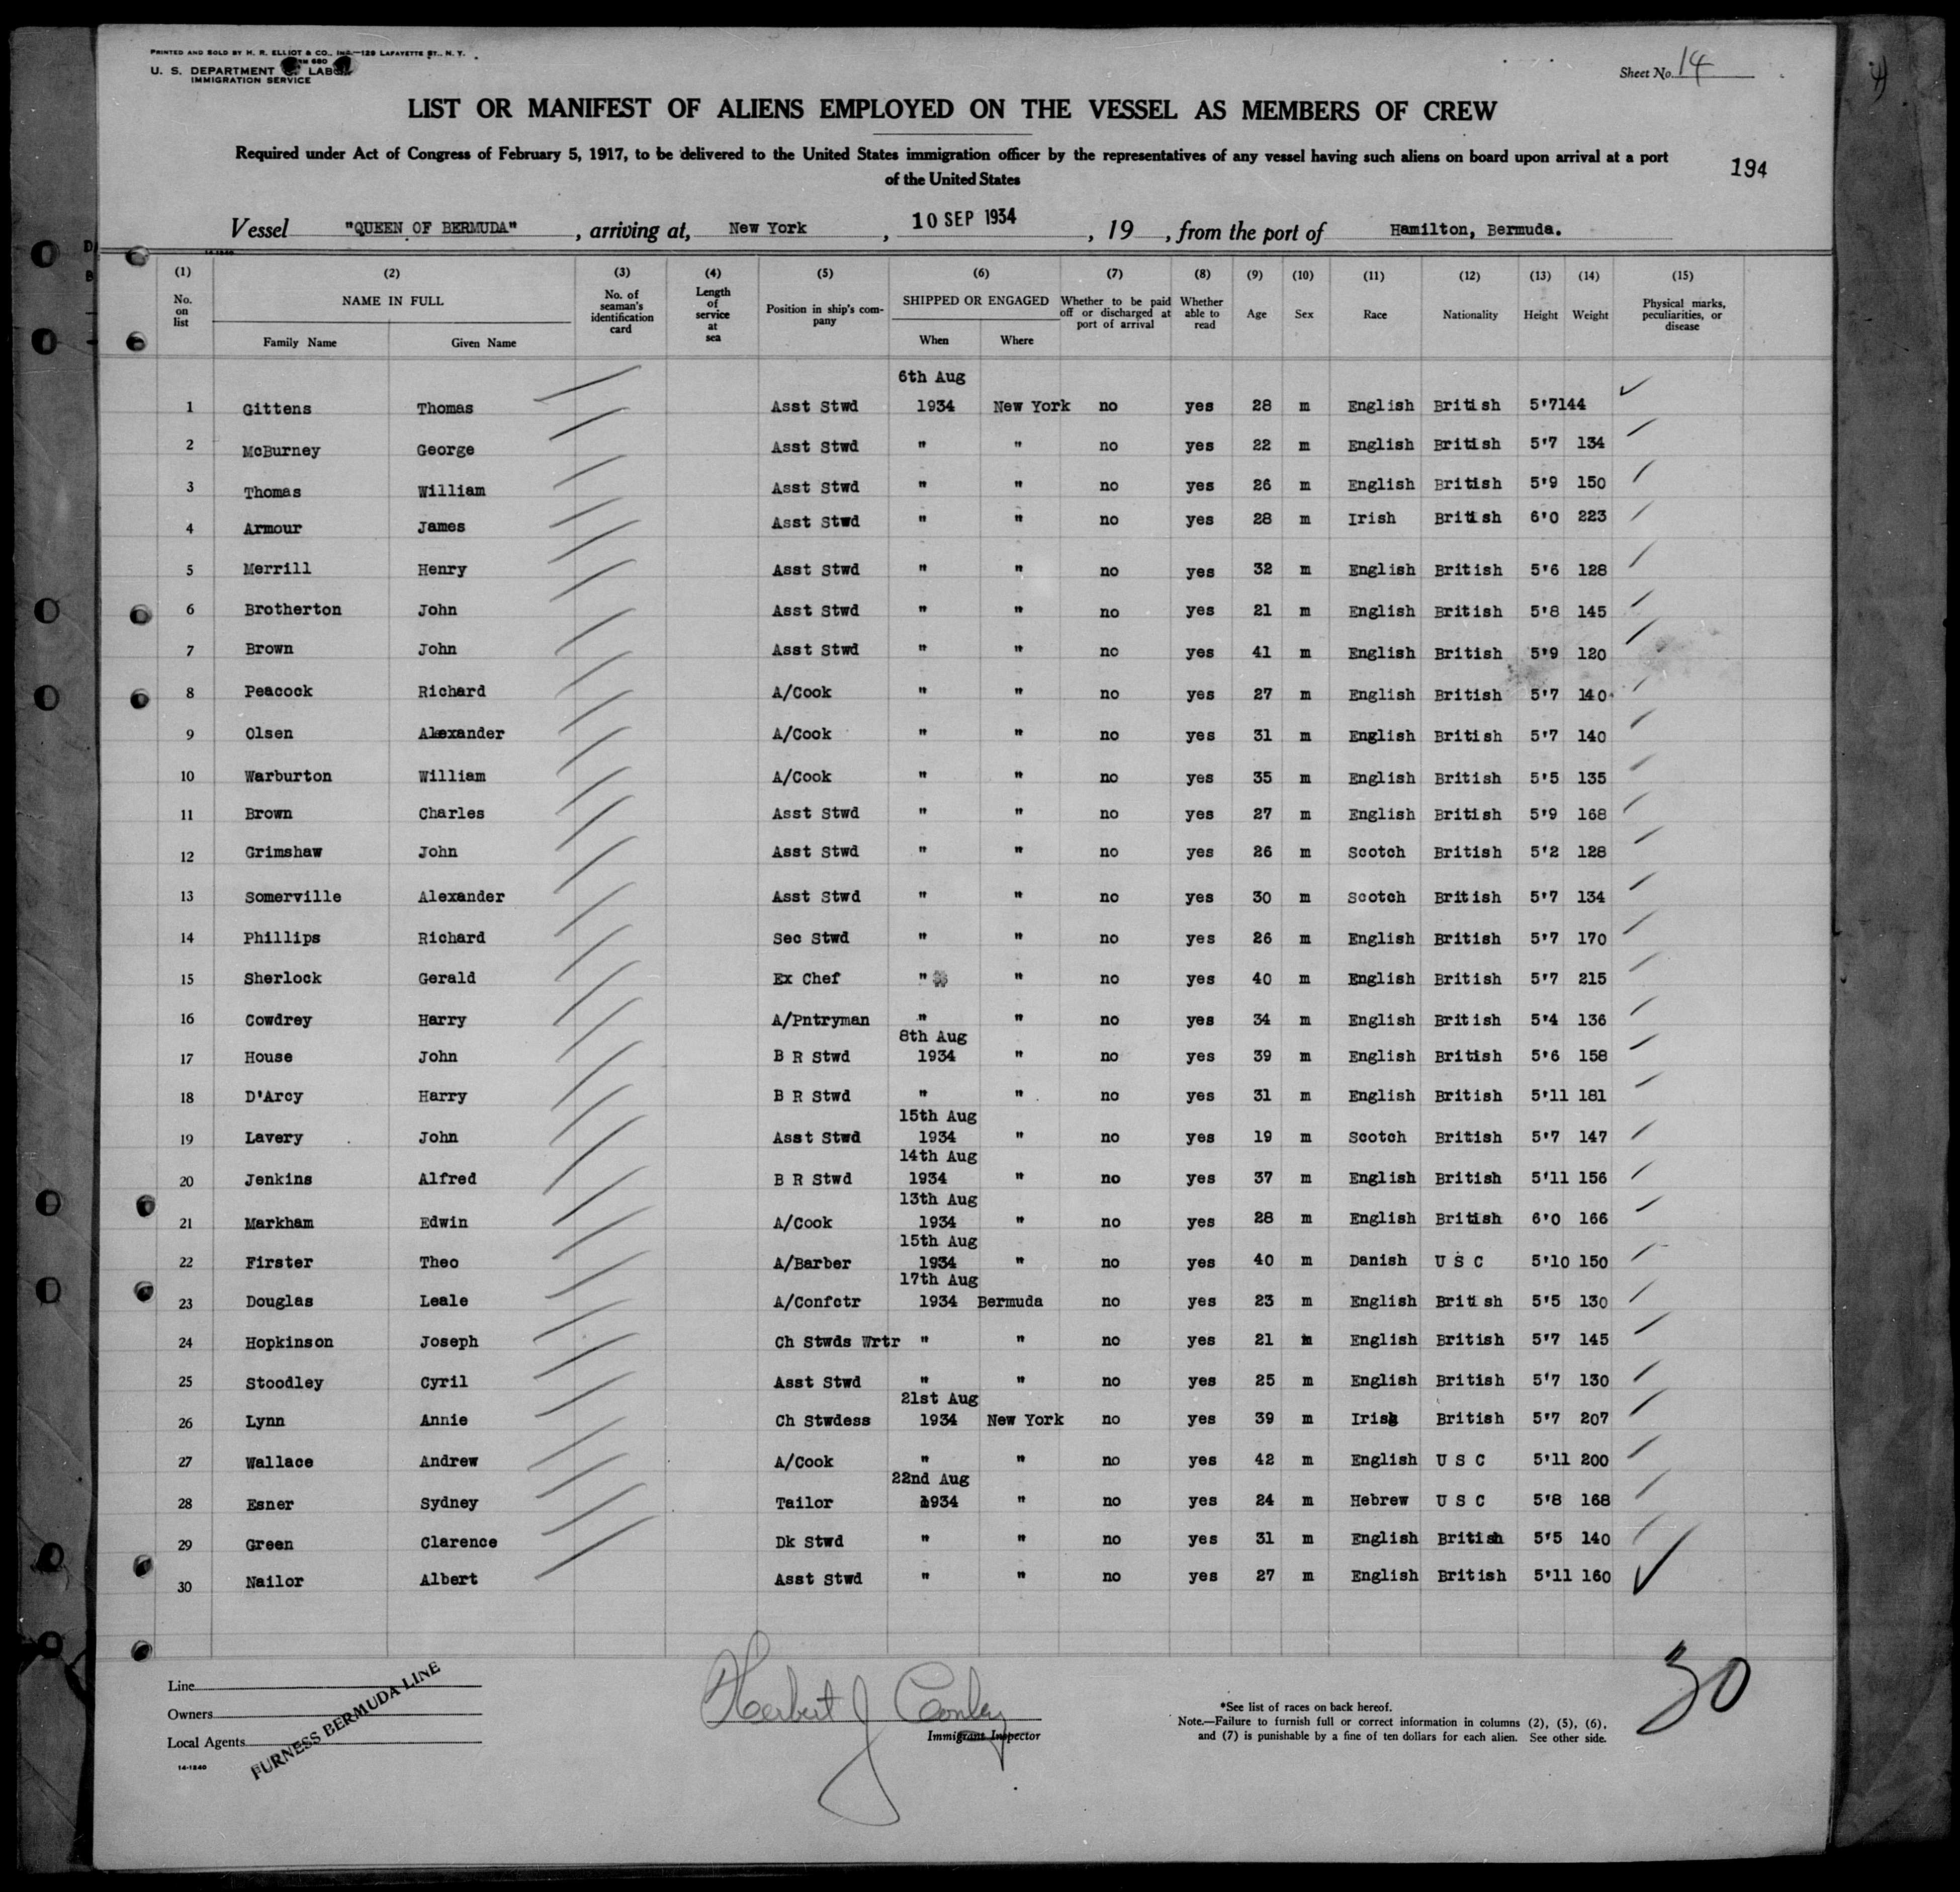 PRINTED AND SOLD BY H. R. ELLIOT & CO., INC.—129 LAFAYETTE ST., N. Y.
680
U. S. DEPARTMENT OF LABOR
IMMIGRATION SERVICE
Sheet No. 14
LIST OR MANIFEST OF ALIENS EMPLOYED ON THE VESSEL AS MEMBERS OF CREW
Required under Act of Congress of February 5, 1917, to be delivered to the United States immigration officer by the representatives of any vessel having such aliens on board upon arrival at a port
of the United States
194
Vessel "QUEEN OF BERMUDA", arriving at, New York, 10 SEP 1934, 19, from the port of Hamilton, Bermuda.
(1) (2) (3) (4) (5) (6) (7) (8) (9) (10) (11) (12) (13) (14) (15)
No. on list NAME IN FULL Family Name Given Name No. of seaman's identification card Length of service at sea Position in ship's company SHIPPED OR ENGAGED When Where Whether to be paid off or discharged at port of arrival Whether able to read Age Sex Race Nationality Height Weight Physical marks, peculiarities, or disease
6th Aug
1 Gittens Thomas Asst Stwd 1934 New York no yes 28 m English British 5'7 144
2 McBurney George Asst Stwd " " no yes 22 m English British 5'7 134
3 Thomas William Asst Stwd " " no yes 26 m English British 5'9 150
4 Armour James Asst Stwd " " no yes 28 m Irish British 6'0 223
5 Merrill Henry Asst Stwd " " no yes 32 m English British 5'6 128
6 Brotherton John Asst Stwd " " no yes 21 m English British 5'8 145
7 Brown John Asst Stwd " " no yes 41 m English British 5'9 120
8 Peacock Richard A/Cook " " no yes 27 m English British 5'7 140
9 Olsen Alexander A/Cook " " no yes 31 m English British 5'7 140
10 Warburton William A/Cook " " no yes 35 m English British 5'5 135
11 Brown Charles Asst Stwd " " no yes 27 m English British 5'9 168
12 Grimshaw John Asst Stwd " " no yes 26 m Scotch British 5'2 128
13 Somerville Alexander Asst Stwd " " no yes 30 m Scotch British 5'7 134
14 Phillips Richard Sec Stwd " " no yes 26 m English British 5'7 170
15 Sherlock Gerald Ex Chef " " no yes 40 m English British 5'7 215
16 Cowdrey Harry A/Pntryman " " no yes 34 m English British 5'4 136
8th Aug
17 House John B R Stwd 1934 " no yes 39 m English British 5'6 158
18 D'Arcy Harry B R Stwd " " no yes 31 m English British 5'11 181
15th Aug
19 Lavery John Asst Stwd 1934 " no yes 19 m Scotch British 5'7 147
14th Aug
20 Jenkins Alfred B R Stwd 1934 " no yes 37 m English British 5'11 156
13th Aug
21 Markham Edwin A/Cook 1934 " no yes 28 m English British 6'0 166
15th Aug
22 Firster Theo A/Barber 1934 " no yes 40 m Danish U S C 5'10 150
17th Aug
23 Douglas Leale A/Confctr 1934 Bermuda no yes 23 m English British 5'5 130
24 Hopkinson Joseph Ch Stwds Wrtr " " no yes 21 m English British 5'7 145
25 Stoodley Cyril Asst Stwd " " no yes 25 m English British 5'7 130
21st Aug
26 Lynn Annie Ch Stwdess 1934 New York no yes 39 m Irish British 5'7 207
27 Wallace Andrew A/Cook " " no yes 42 m English U S C 5'11 200
22nd Aug
28 Esner Sydney Tailor 1934 " no yes 24 m Hebrew U S C 5'8 168
29 Green Clarence Dk Stwd " " no yes 31 m English British 5'5 140
30 Nailor Albert Asst Stwd " " no yes 27 m English British 5'11 160
30
Line
Owners
Local Agents
FURNESS BERMUDA LINE
14-1240
Herbert J Conley
Immigrant Inspector
*See list of races on back hereof.
Note.—Failure to furnish full or correct information in columns (2), (5), (6),
and (7) is punishable by a fine of ten dollars for each alien. See other side.